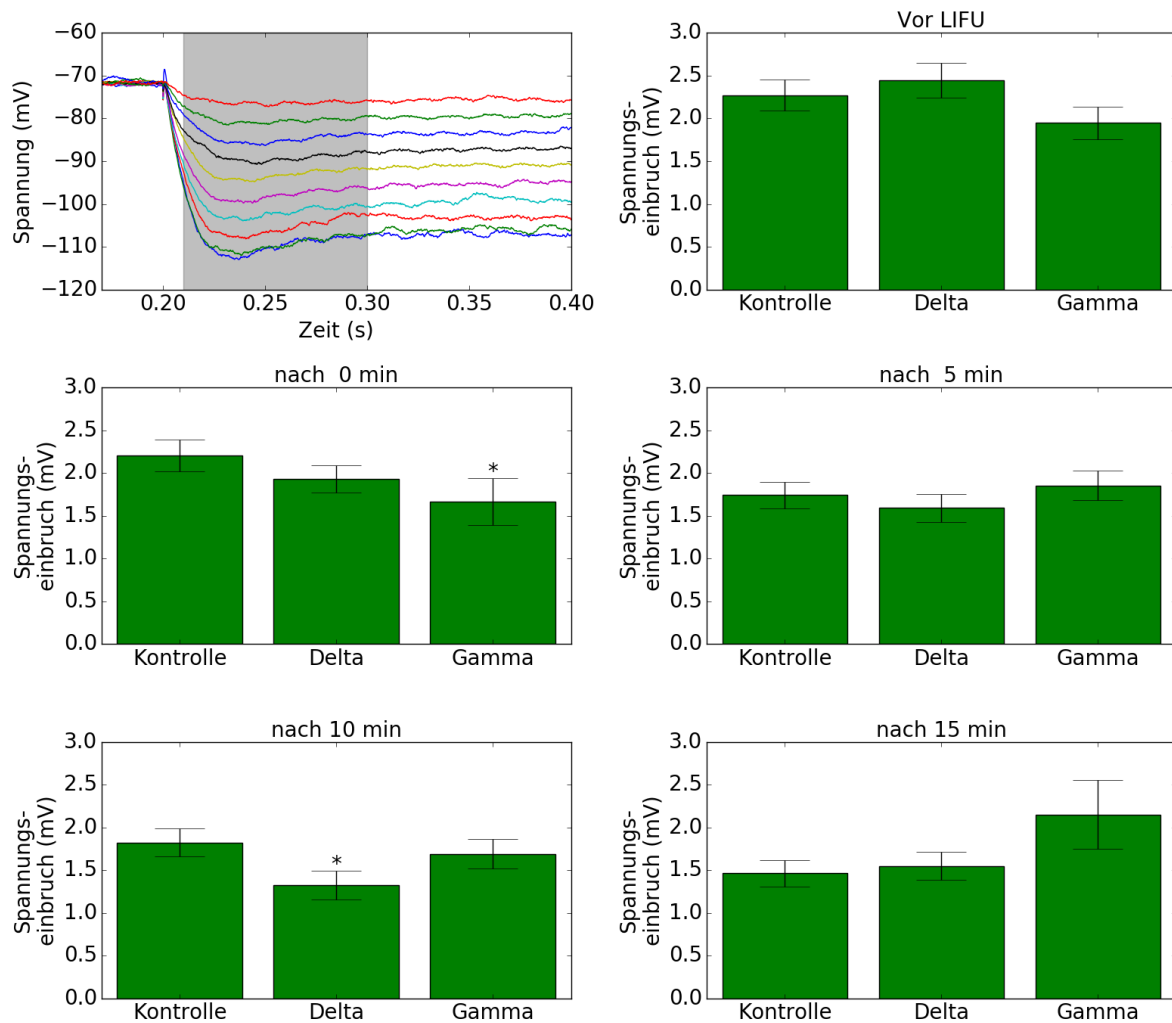 −60
−70
−80
−90
−100
−110
−120
Spannung (mV)
0.20 0.25 0.30 0.35 0.40
Zeit (s)
Vor LIFU
3.0
2.5
2.0
1.5
1.0
0.5
0.0
Spannungs-
einbruch (mV)
Kontrolle Delta Gamma
nach 0 min
3.0
2.5
2.0
1.5
1.0
0.5
0.0
Spannungs-
einbruch (mV)
*
Kontrolle Delta Gamma
nach 5 min
3.0
2.5
2.0
1.5
1.0
0.5
0.0
Spannungs-
einbruch (mV)
Kontrolle Delta Gamma
nach 10 min
3.0
2.5
2.0
1.5
1.0
0.5
0.0
Spannungs-
einbruch (mV)
*
Kontrolle Delta Gamma
nach 15 min
3.0
2.5
2.0
1.5
1.0
0.5
0.0
Spannungs-
einbruch (mV)
Kontrolle Delta Gamma